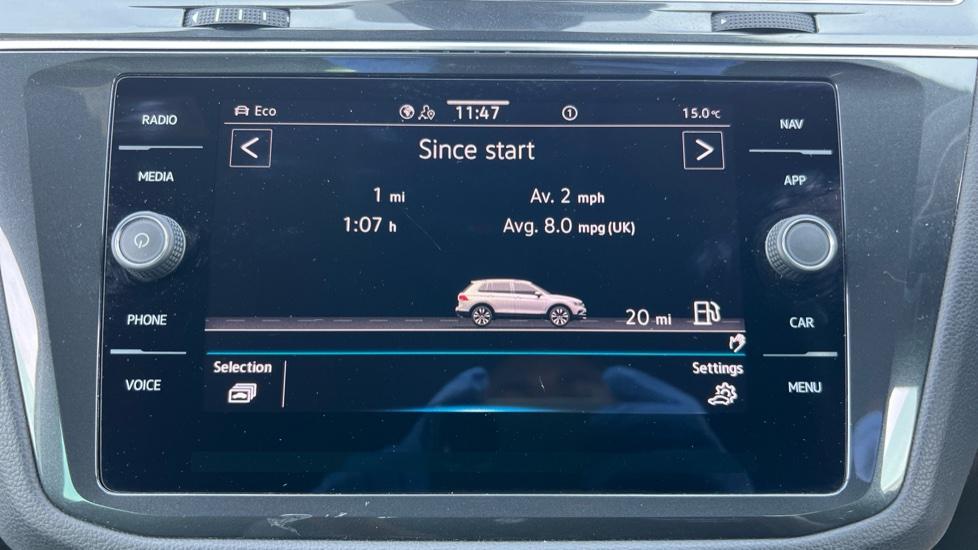 RADIO
MEDIA
PHONE
VOICE
Eco
11:47
1
15.0°C
Since start
1 mi
Av. 2 mph
1:07 h
Avg. 8.0 mpg (UK)
20 mi
Selection
Settings
NAV
APP
CAR
MENU